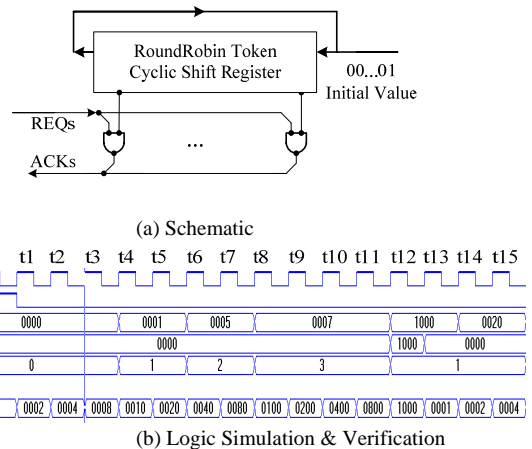 RoundRobin Token
Cyclic Shift Register
00...01
Initial Value
REQs
...
ACKs
(a) Schematic
t1 t2 t3 t4 t5 t6 t7 t8 t9 t10 t11 t12 t13 t14 t15
0000 0001 0005 0007 1000 0020
0000 1000 0000
0 1 2 3 1
0002 0004 0008 0010 0020 0040 0080 0100 0200 0400 0800 1000 0001 0002 0004
(b) Logic Simulation & Verification